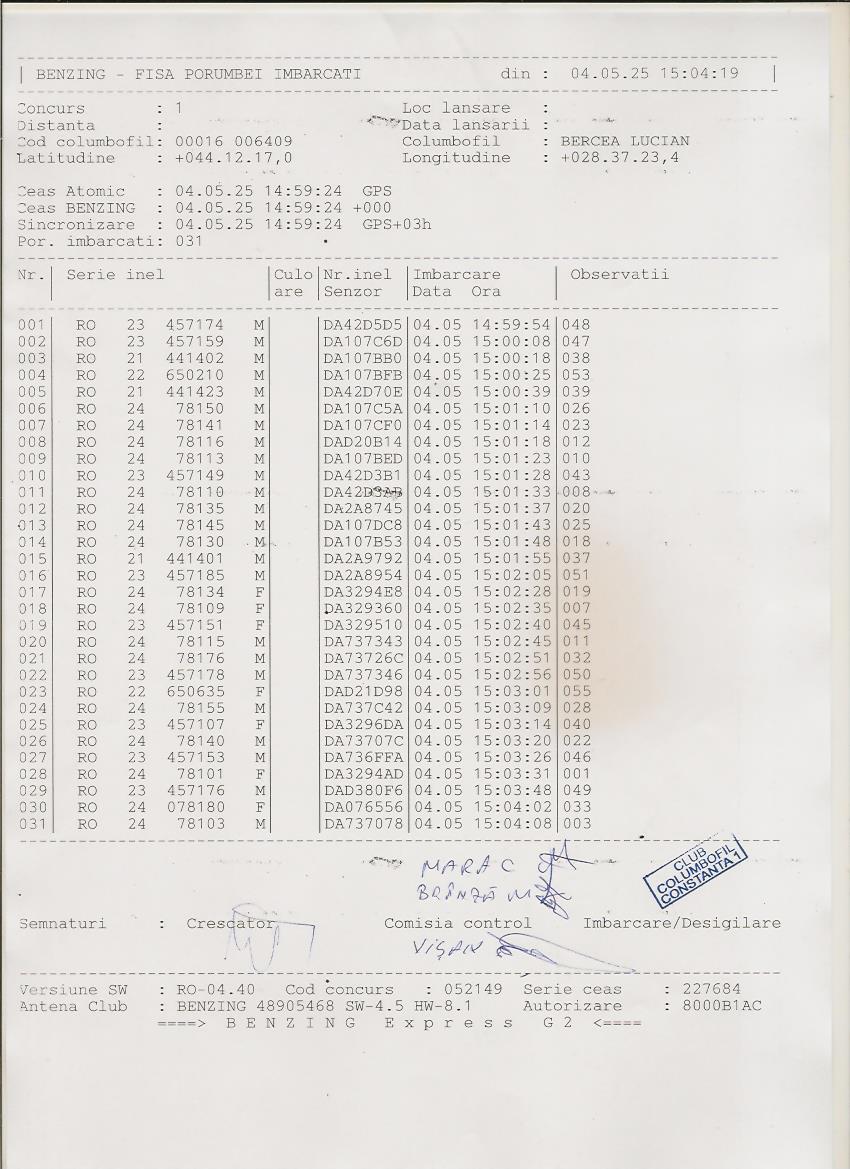 | BENZING - FISA PORUMBEI IMBARCATI din : 04.05.25 15:04:19 |
Concurs : 1 Loc lansare :
Distanta : Data lansarii :
Cod columbofil: 00016 006409 Columbofil : BERCEA LUCIAN
Latitudine : +044.12.17,0 Longitudine : +028.37.23,4
Ceas Atomic : 04.05.25 14:59:24 GPS
Ceas BENZING : 04.05.25 14:59:24 +000
Sincronizare : 04.05.25 14:59:24 GPS+03h
Por. imbarcati: 031
Nr.| Serie inel |Culo|Nr.inel |Imbarcare | Observatii
| |are |Senzor |Data Ora |
001 RO 23 457174 M DA42D5D5 04.05 14:59:54 048
002 RO 23 457159 M DA107C6D 04.05 15:00:08 047
003 RO 21 441402 M DA107BB0 04.05 15:00:18 038
004 RO 22 650210 M DA107BFB 04.05 15:00:25 053
005 RO 21 441423 M DA42D70E 04.05 15:00:39 039
006 RO 24 78150 M DA107C5A 04.05 15:01:10 026
007 RO 24 78141 M DA107CF0 04.05 15:01:14 023
008 RO 24 78116 M DAD20B14 04.05 15:01:18 012
009 RO 24 78113 M DA107BED 04.05 15:01:23 010
010 RO 23 457149 M DA42D3B1 04.05 15:01:28 043
011 RO 24 78110 M 04.05 15:01:33 008
012 RO 24 78135 M DA2A8745 04.05 15:01:37 020
013 RO 24 78145 M DA107DC8 04.05 15:01:43 025
014 RO 24 78130 M DA107B53 04.05 15:01:48 018
015 RO 21 441401 M DA2A9792 04.05 15:01:55 037
016 RO 23 457185 M DA2A8954 04.05 15:02:05 051
017 RO 24 78134 F DA3294E8 04.05 15:02:28 019
018 RO 24 78109 F DA329360 04.05 15:02:35 007
019 RO 23 457151 F DA329510 04.05 15:02:40 045
020 RO 24 78115 M DA737343 04.05 15:02:45 011
021 RO 24 78176 M DA73726C 04.05 15:02:51 032
022 RO 23 457178 M DA737346 04.05 15:02:56 050
023 RO 22 650635 F DAD21D98 04.05 15:03:01 055
024 RO 24 78155 M DA737C42 04.05 15:03:09 028
025 RO 23 457107 F DA3296DA 04.05 15:03:14 040
026 RO 24 78140 M DA73707C 04.05 15:03:20 022
027 RO 23 457153 M DA736FFA 04.05 15:03:26 046
028 RO 24 78101 F DA3294AD 04.05 15:03:31 001
029 RO 23 457176 M DAD380F6 04.05 15:03:48 049
030 RO 24 078180 F DA076556 04.05 15:04:02 033
031 RO 24 78103 M DA737078 04.05 15:04:08 003
MARA C
BRÂNZĂ M
CLUB
COLUMBOFIL
CONSTANTA 1
Semnaturi : Crescator Comisia control Imbarcare/Desigilare
VIȘAN
Versiune SW : RO-04.40 Cod concurs : 052149 Serie ceas : 227684
Antena Club : BENZING 48905468 SW-4.5 HW-8.1 Autorizare : 8000B1AC
====> B E N Z I N G E x p r e s s G 2 <====